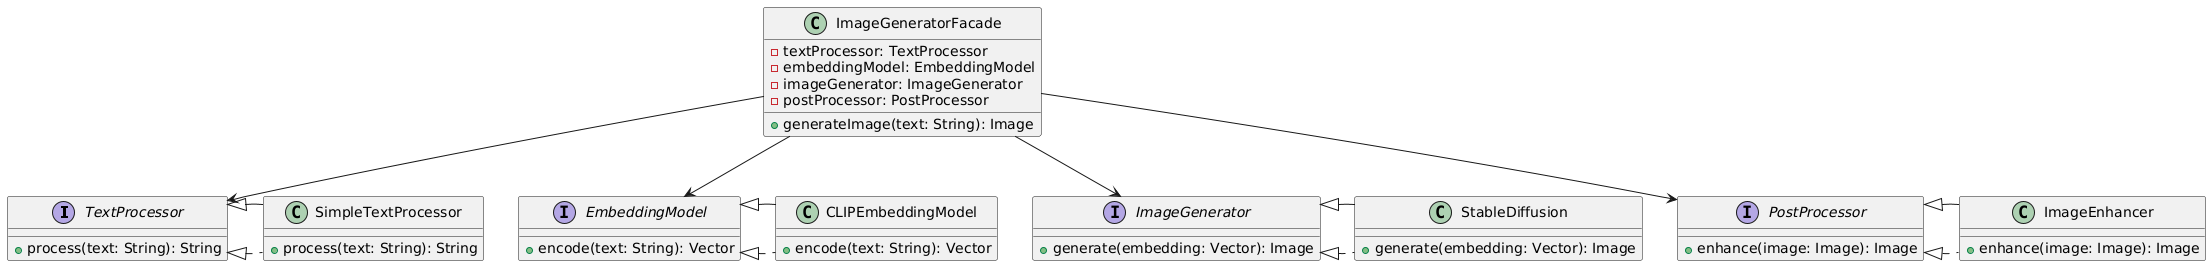 C ImageGeneratorFacade
textProcessor: TextProcessor
embeddingModel: EmbeddingModel
imageGenerator: ImageGenerator
postProcessor: PostProcessor
generateImage(text: String): Image
I TextProcessor
process(text: String): String
C SimpleTextProcessor
process(text: String): String
I EmbeddingModel
encode(text: String): Vector
C CLIPEmbeddingModel
encode(text: String): Vector
I ImageGenerator
generate(embedding: Vector): Image
C StableDiffusion
generate(embedding: Vector): Image
I PostProcessor
enhance(image: Image): Image
C ImageEnhancer
enhance(image: Image): Image